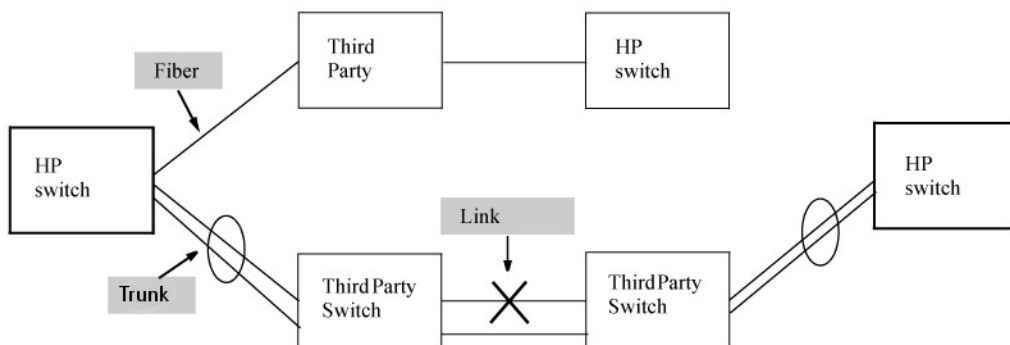 Third
Party
HP
switch
Fiber
HP
switch
HP
switch
Link
Trunk
Third Party
Switch
Third Party
Switch